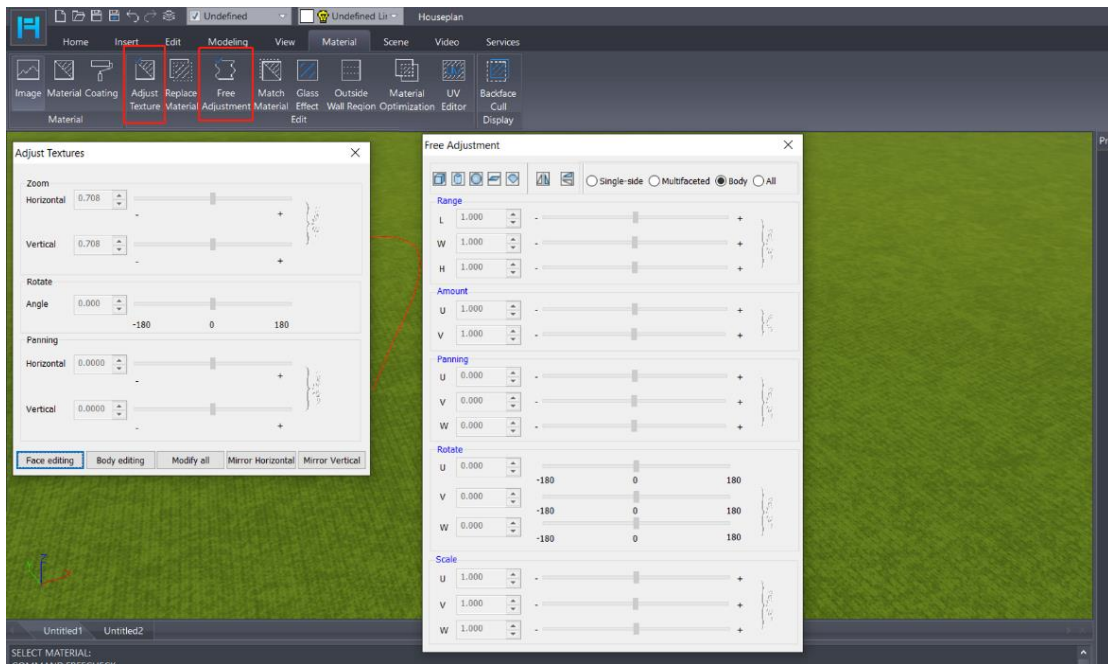 Undefined Undefined Lir Houseplan
Home Insert Edit Modeling View Material Scene Video Services
Image Material Coating Adjust Texture Replace Material Free Adjustment Match Material Glass Effect Outside Wall Region Material Optimization UV Editor Backface Cull
Material Edit Display
Adjust Textures
Zoom
Horizontal 0.708
- +
Vertical 0.708
- +
Rotate
Angle 0.000
-180 0 180
Panning
Horizontal 0.0000
- +
Vertical 0.0000
- +
Face editing Body editing Modify all Mirror Horizontal Mirror Vertical
Free Adjustment
Single-side Multifaceted Body All
Range
L 1.000 - +
W 1.000 - +
H 1.000 - +
Amount
U 1.000 - +
V 1.000 - +
Panning
U 0.000 - +
V 0.000 - +
W 0.000 - +
Rotate
U 0.000
-180 0 180
V 0.000
-180 0 180
W 0.000
-180 0 180
Scale
U 1.000 - +
V 1.000 - +
W 1.000 - +
Pr
Untitled1 Untitled2
SELECT MATERIAL: